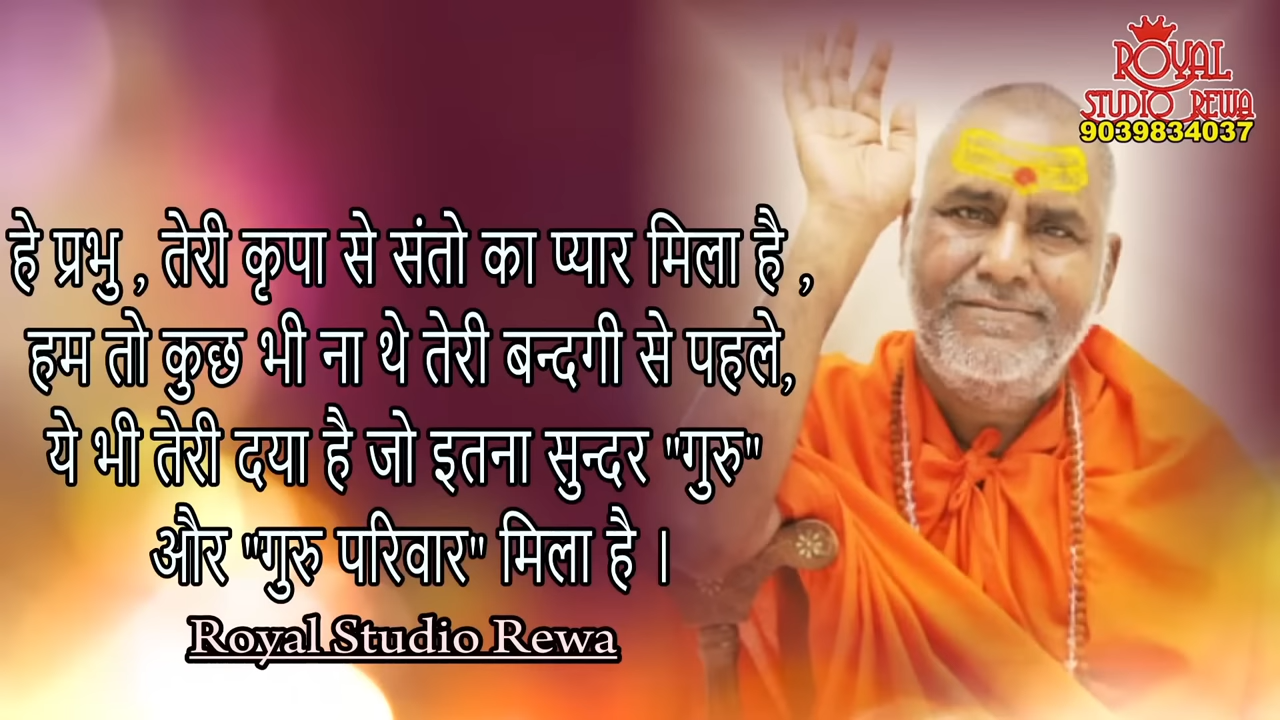 ROYAL
STUDIO REWA
9039834037
हे प्रभु , तेरी कृपा से संतो का प्यार मिला है ,
हम तो कुछ भी ना थे तेरी बन्दगी से पहले,
ये भी तेरी दया है जो इतना सुन्दर "गुरु"
और "गुरु परिवार" मिला है ।
Royal Studio Rewa